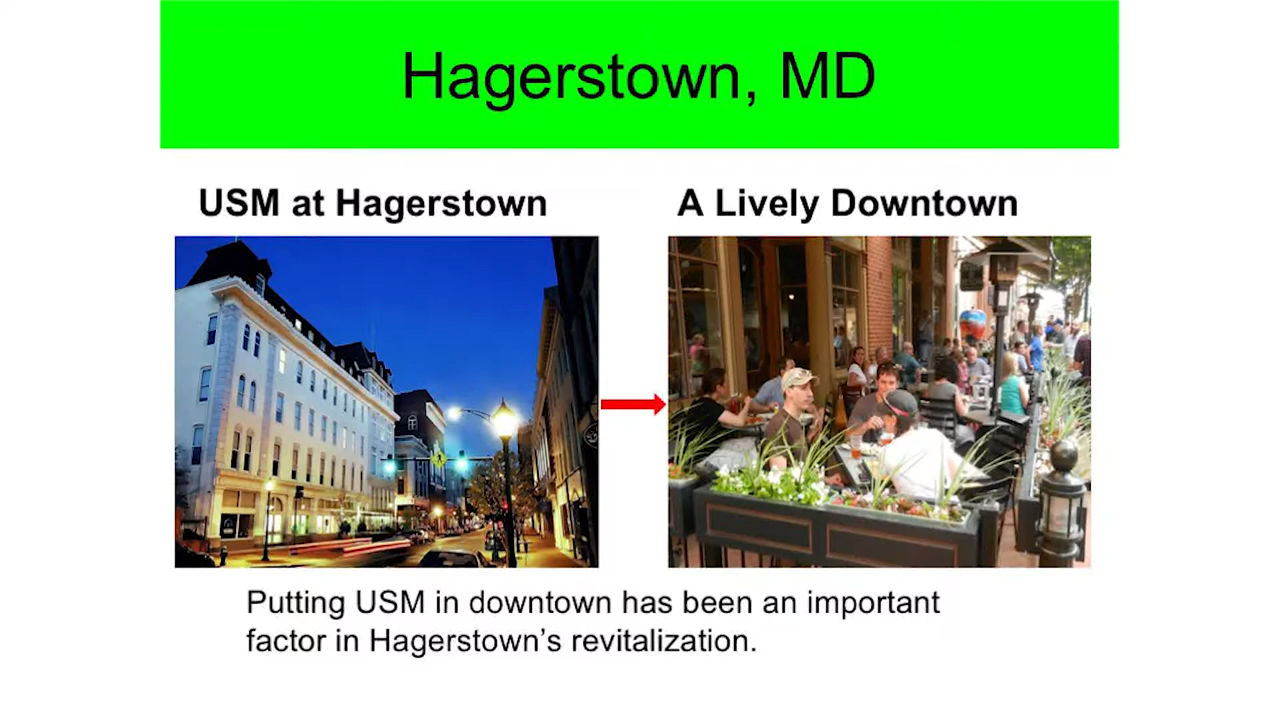 Hagerstown, MD
USM at Hagerstown
A Lively Downtown
Putting USM in downtown has been an important
factor in Hagerstown’s revitalization.